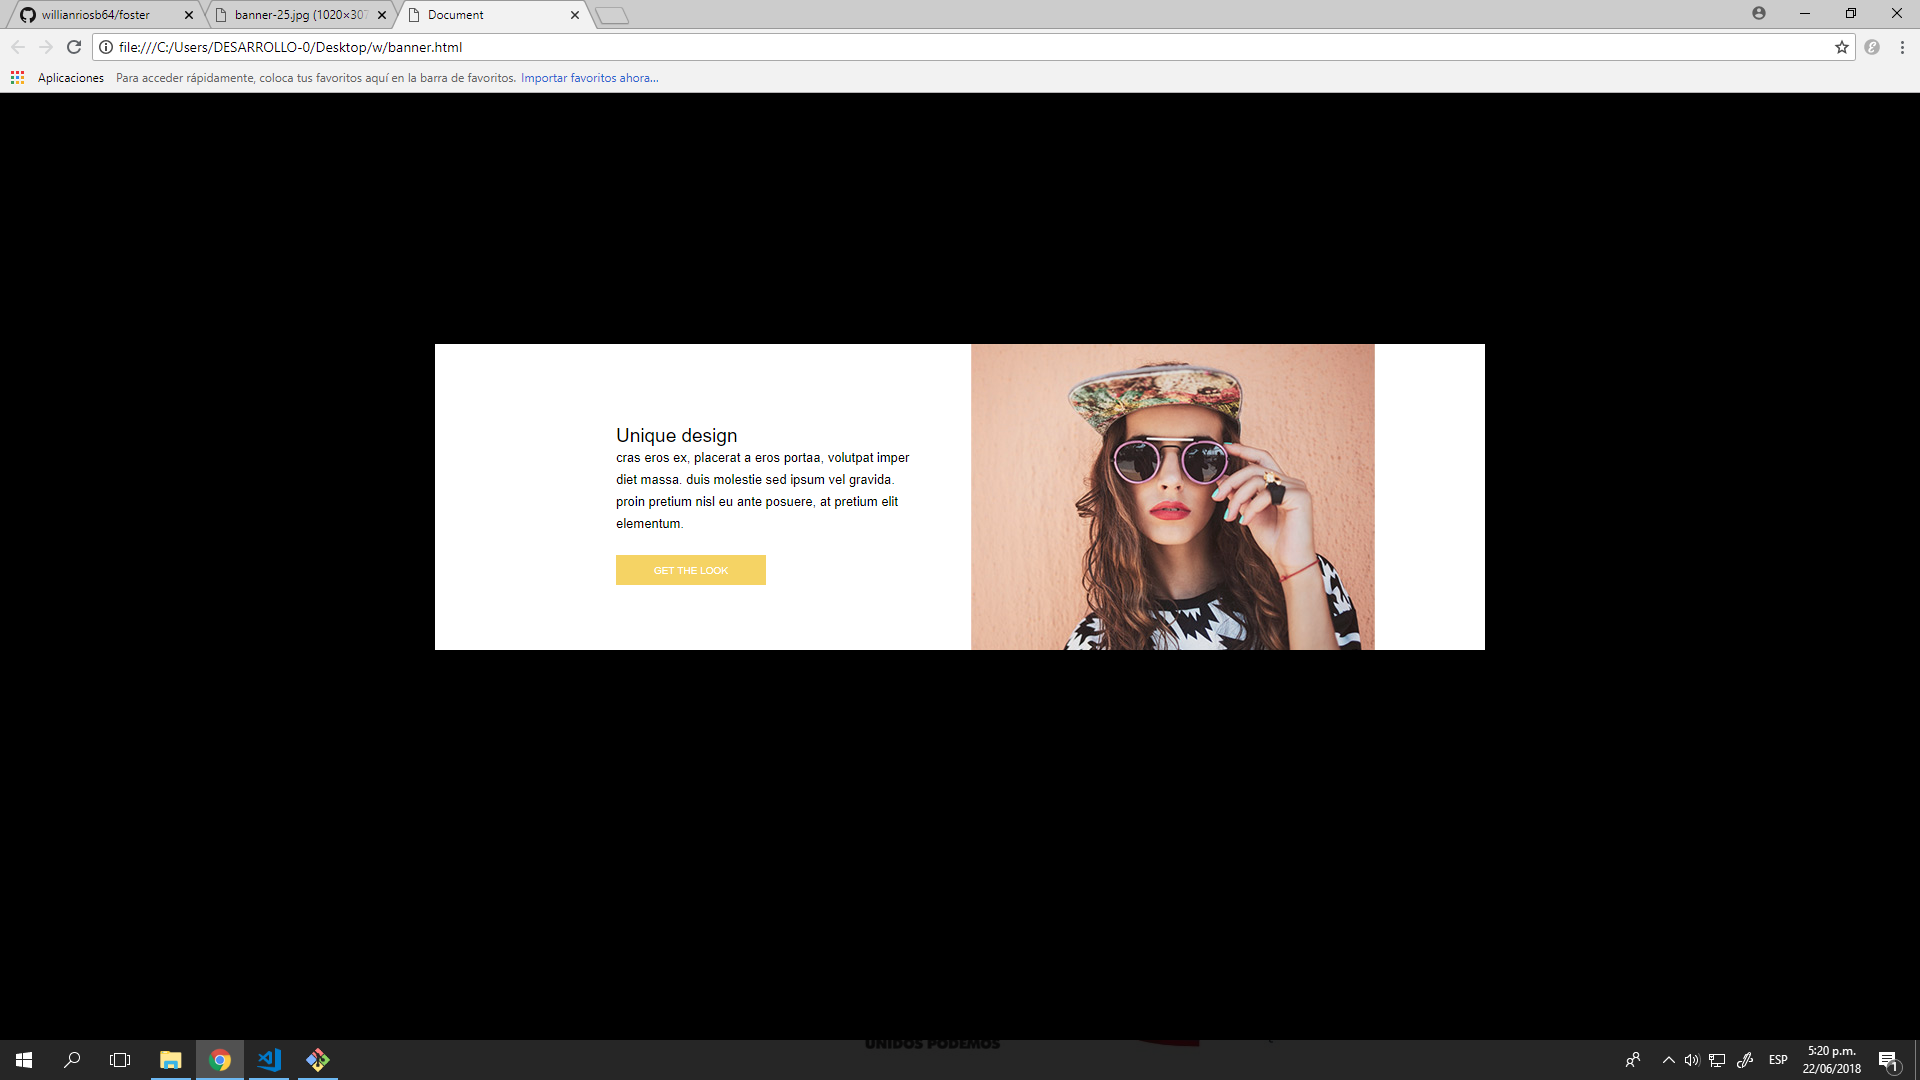 willianriosb64/foster
banner-25.jpg (1020×307
Document
file:///C:/Users/DESARROLLO-0/Desktop/w/banner.html
Aplicaciones
Para acceder rápidamente, coloca tus favoritos aquí en la barra de favoritos. Importar favoritos ahora...
Unique design
cras eros ex, placerat a eros portaa, volutpat imper
diet massa. duis molestie sed ipsum vel gravida.
proin pretium nisl eu ante posuere, at pretium elit
elementum.
GET THE LOOK
UNIDOS PODEMOS
ESP
5:20 p.m.
22/06/2018
1